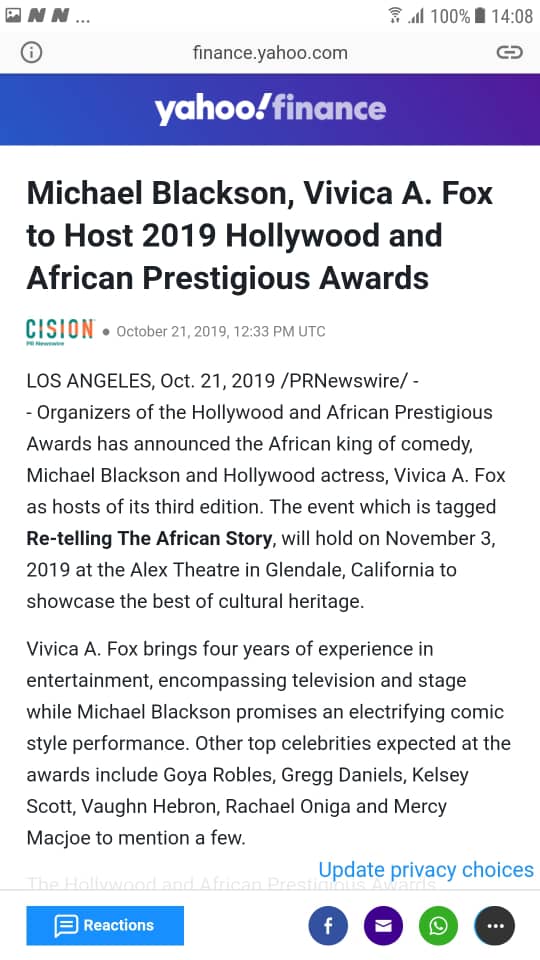 ... 100% 14:08
finance.yahoo.com
yahoo!finance
Michael Blackson, Vivica A. Fox
to Host 2019 Hollywood and
African Prestigious Awards
CISION • October 21, 2019, 12:33 PM UTC
PR Newswire
LOS ANGELES, Oct. 21, 2019 /PRNewswire/ -
- Organizers of the Hollywood and African Prestigious
Awards has announced the African king of comedy,
Michael Blackson and Hollywood actress, Vivica A. Fox
as hosts of its third edition. The event which is tagged
Re-telling The African Story, will hold on November 3,
2019 at the Alex Theatre in Glendale, California to
showcase the best of cultural heritage.
Vivica A. Fox brings four years of experience in
entertainment, encompassing television and stage
while Michael Blackson promises an electrifying comic
style performance. Other top celebrities expected at the
awards include Goya Robles, Gregg Daniels, Kelsey
Scott, Vaughn Hebron, Rachael Oniga and Mercy
Macjoe to mention a few.
Update privacy choices
The Hollywood and African Prestigious Awards
Reactions